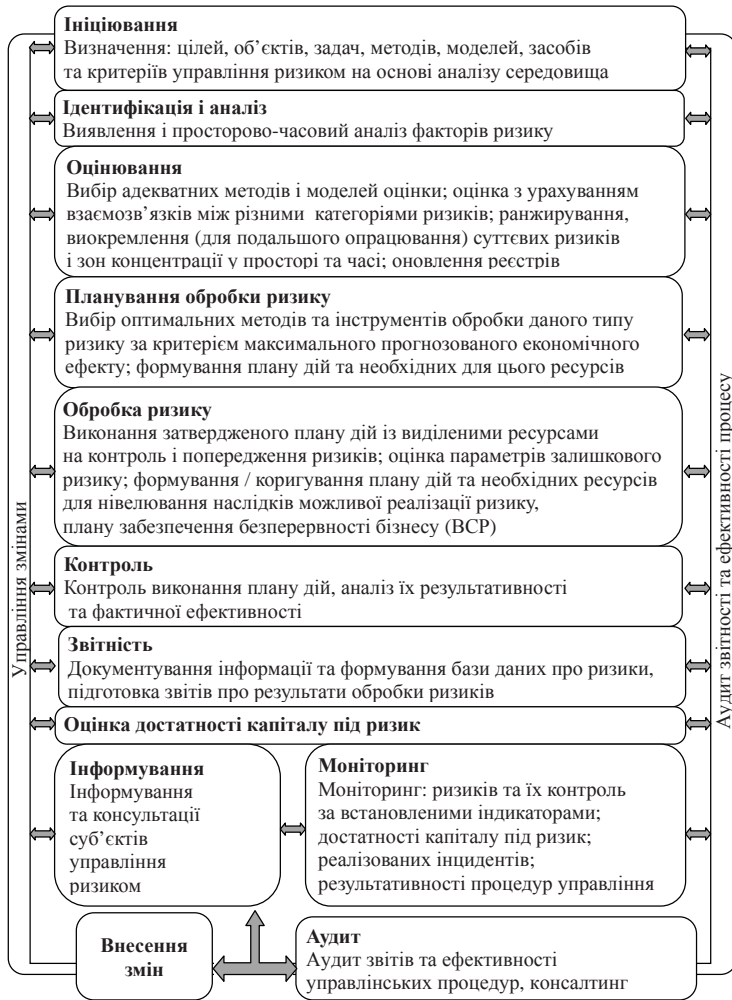 Ініціювання
Визначення: цілей, об’єктів, задач, методів, моделей, засобів
та критеріїв управління ризиком на основі аналізу середовища
Ідентифікація і аналіз
Виявлення і просторово-часовий аналіз факторів ризику
Оцінювання
Вибір адекватних методів і моделей оцінки; оцінка з урахуванням
взаємозв’язків між різними категоріями ризиків; ранжирування,
виокремлення (для подальшого опрацювання) суттєвих ризиків
і зон концентрації у просторі та часі; оновлення реєстрів
Планування обробки ризику
Вибір оптимальних методів та інструментів обробки даного типу
ризику за критерієм максимального прогнозованого економічного
ефекту; формування плану дій та необхідних для цього ресурсів
Обробка ризику
Виконання затвердженого плану дій із виділеними ресурсами
на контроль і попередження ризиків; оцінка параметрів залишкового
ризику; формування / коригування плану дій та необхідних ресурсів
для нівелювання наслідків можливої реалізації ризику,
плану забезпечення безперервності бізнесу (BCP)
Контроль
Контроль виконання плану дій, аналіз їх результативності
та фактичної ефективності
Звітність
Документування інформації та формування бази даних про ризики,
підготовка звітів про результати обробки ризиків
Оцінка достатності капіталу під ризик
Інформування
Інформування
та консультації
суб’єктів
управління
ризиком
Моніторинг
Моніторинг: ризиків та їх контроль
за встановленими індикаторами;
достатності капіталу під ризик;
реалізованих інцидентів;
результативності процедур управління
Внесення
змін
Аудит
Аудит звітів та ефективності
управлінських процедур, консалтинг
Управління змінами
Аудит звітності та ефективності процесу